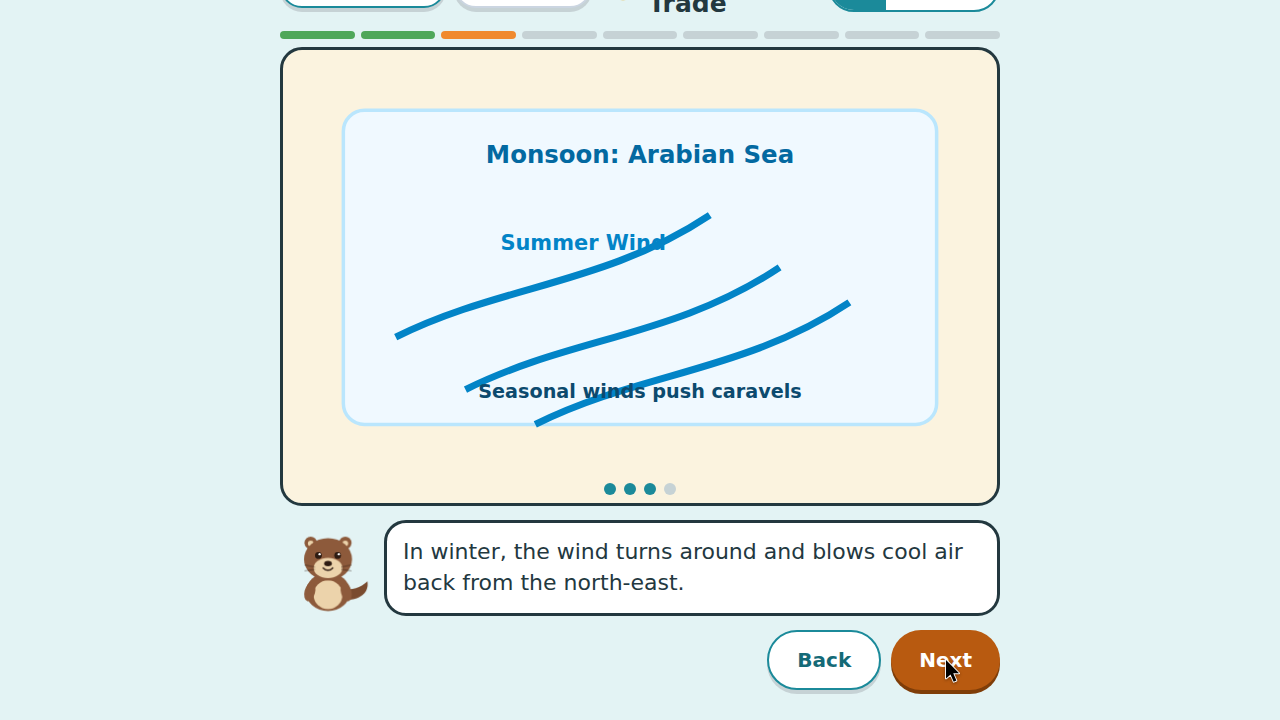 Trade
Monsoon: Arabian Sea
Summer Wind
Seasonal winds push caravels
In winter, the wind turns around and blows cool air
back from the north-east.
Back
Next